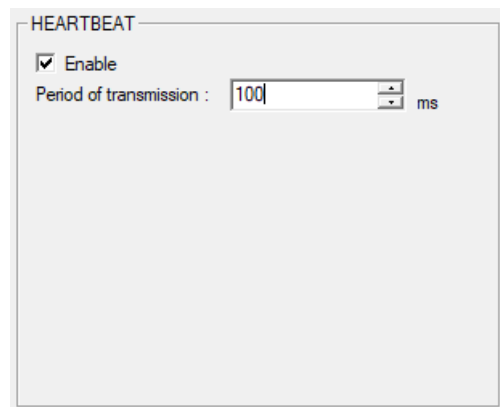 HEARTBEAT
Enable
Period of transmission : 100 ms